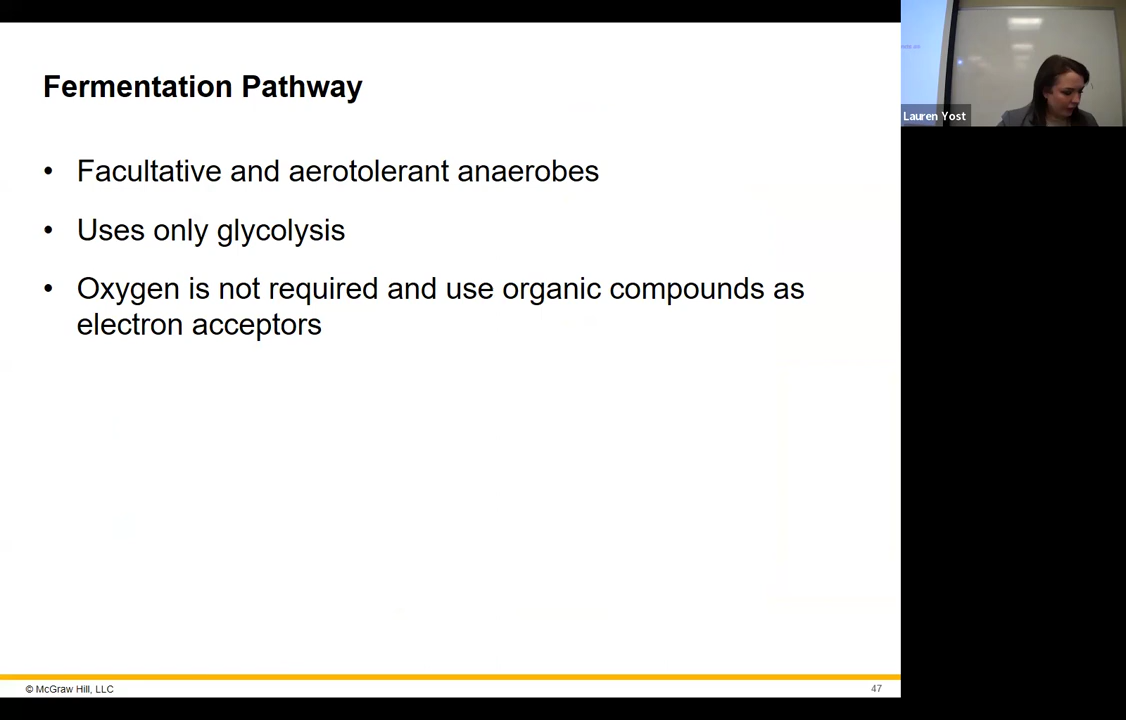 Fermentation Pathway
• Facultative and aerotolerant anaerobes
• Uses only glycolysis
• Oxygen is not required and use organic compounds as
electron acceptors
© McGraw Hill, LLC
47
Lauren Yost